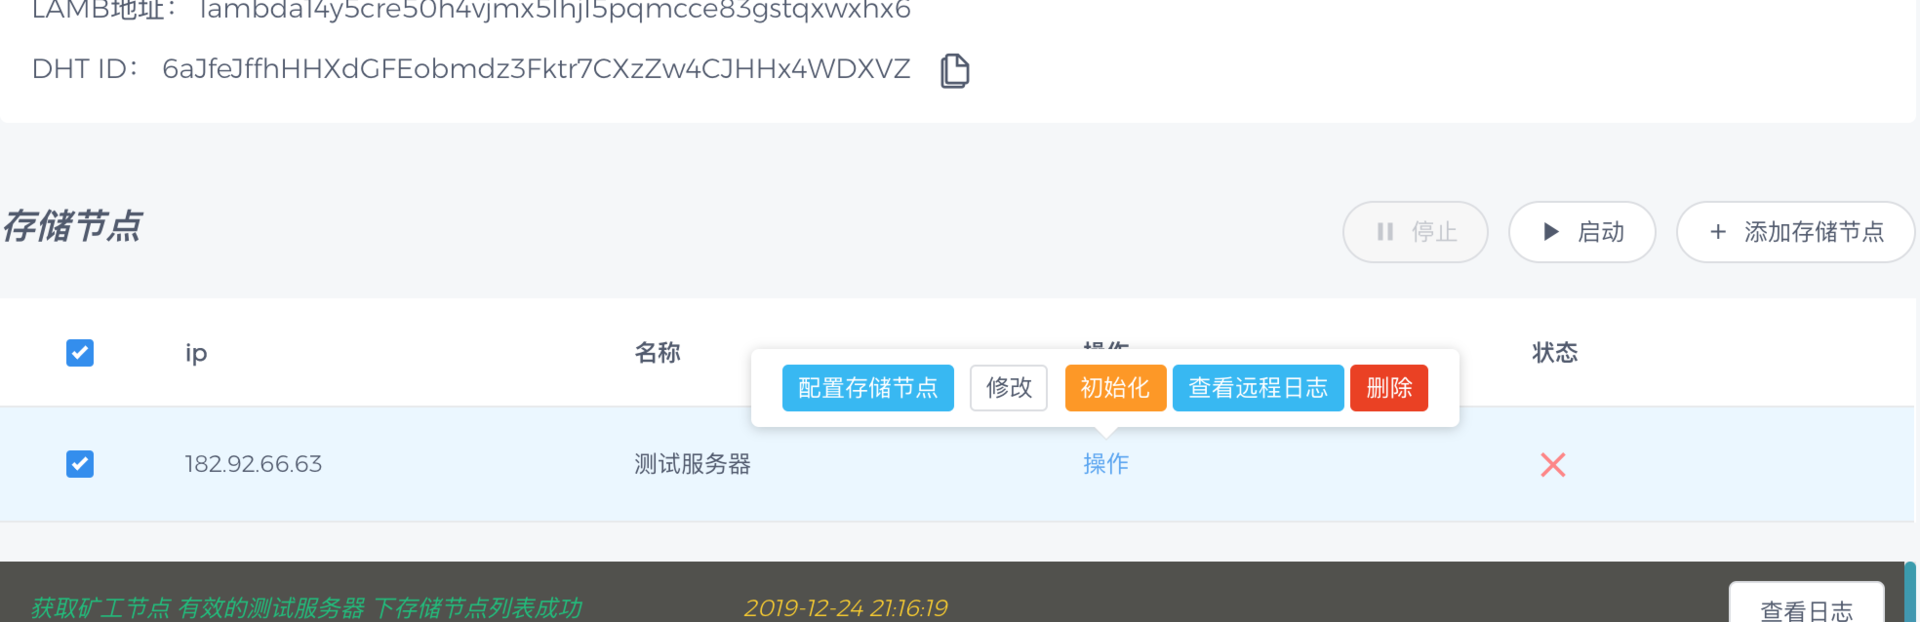 LAMB地址： lambda14y5cre50h4vjmx5lhjl5pqmcce83gstqxwxhx6
DHT ID： 6aJfeJffhHHXdGFEobmdz3Fktr7CXzZw4CJHHx4WDXVZ
存储节点
停止 启动 + 添加存储节点
ip 名称 操作 状态
配置存储节点 修改 初始化 查看远程日志 删除
182.92.66.63 测试服务器 操作
获取矿工节点 有效的测试服务器 下存储节点列表成功 2019-12-24 21:16:19 查看日志